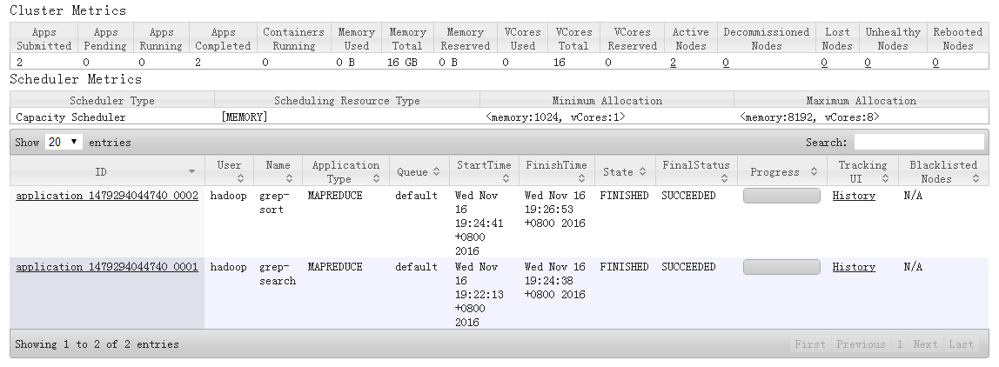 Cluster Metrics
Apps Submitted Apps Pending Apps Running Apps Completed Containers Running Memory Used Memory Total Memory Reserved VCores Used VCores Total VCores Reserved Active Nodes Decommissioned Nodes Lost Nodes Unhealthy Nodes Rebooted Nodes
2 0 0 2 0 0 B 16 GB 0 B 0 16 0 2 0 0 0 0
Scheduler Metrics
Scheduler Type Scheduling Resource Type Minimum Allocation Maximum Allocation
Capacity Scheduler [MEMORY] <memory:1024, vCores:1> <memory:8192, vCores:8>
Show 20 entries Search:
ID User Name Application Type Queue StartTime FinishTime State FinalStatus Progress Tracking UI Blacklisted Nodes
application_1479294044740_0002 hadoop grep- MAPREDUCE default Wed Nov Wed Nov 16 FINISHED SUCCEEDED History N/A
sort 16 19:26:53
19:24:41 +0800 2016
+0800
2016
application_1479294044740_0001 hadoop grep- MAPREDUCE default Wed Nov Wed Nov 16 FINISHED SUCCEEDED History N/A
search 16 19:24:38
19:22:13 +0800 2016
+0800
2016
Showing 1 to 2 of 2 entries First Previous 1 Next Last